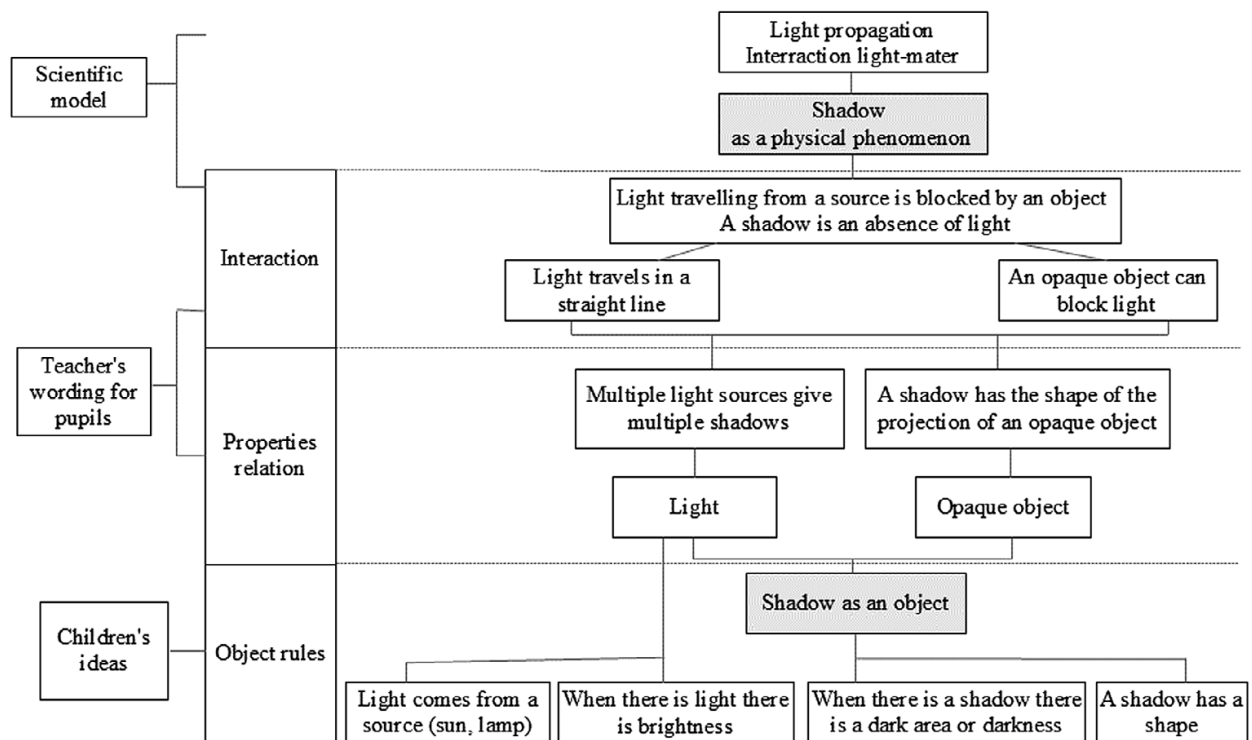 Light propagation
Interraction light-mater
Scientific
model
Shadow
as a physical phenomenon
Light travelling from a source is blocked by an object
A shadow is an absence of light
Interaction
Light travels in a
straight line
An opaque object can
block light
Teacher's
wording for
pupils
Multiple light sources give
multiple shadows
A shadow has the shape of the
projection of an opaque object
Properties
relation
Light
Opaque object
Shadow as an object
Children's
ideas
Object rules
Light comes from a
source (sun, lamp)
When there is light there
is brightness
When there is a shadow there
is a dark area or darkness
A shadow has a
shape